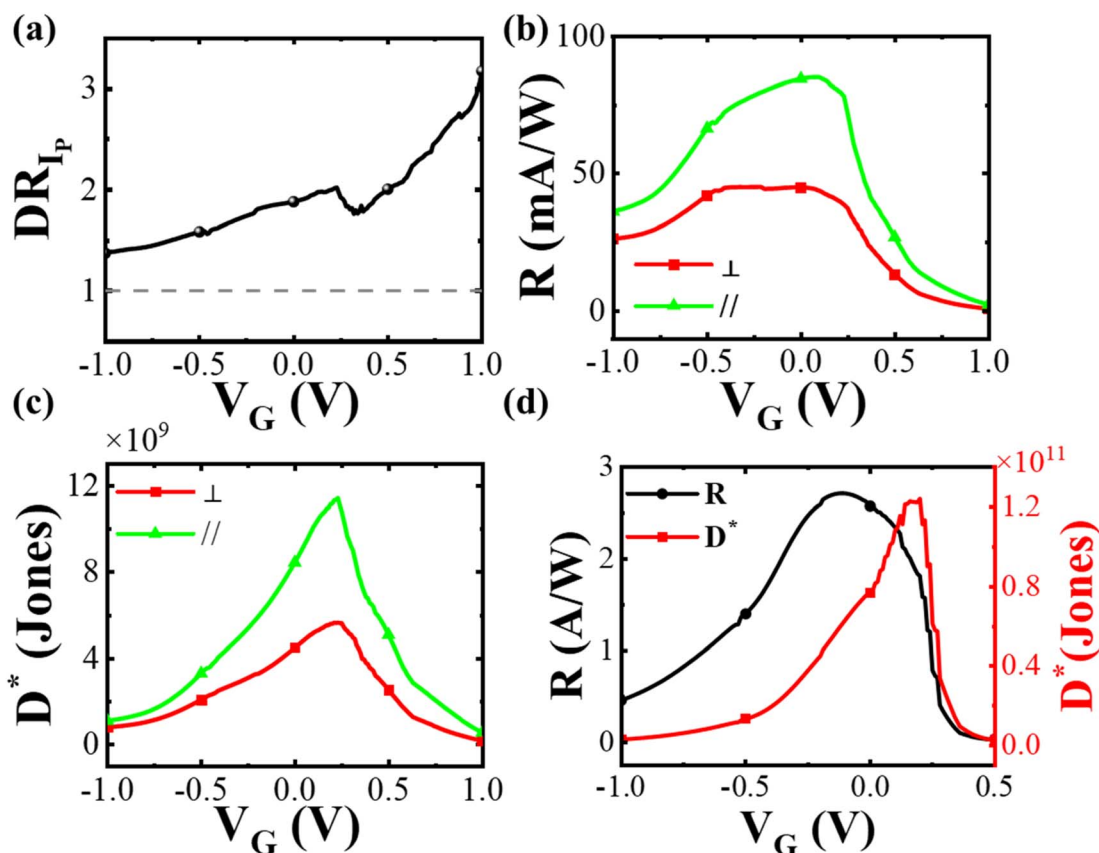 (a)
DR_{I_P}
3
2
1
-1.0 -0.5 0.0 0.5 1.0
V_G (V)
(b)
R (mA/W)
100
50
0
⊥
//
-1.0 -0.5 0.0 0.5 1.0
V_G (V)
(c)
×10^9
D^* (Jones)
12
8
4
0
⊥
//
-1.0 -0.5 0.0 0.5 1.0
V_G (V)
(d)
×10^11
R (A/W)
3
2
1
0
R
D^*
1.2
0.8
0.4
0.0
D^* (Jones)
-1.0 -0.5 0.0 0.5
V_G (V)